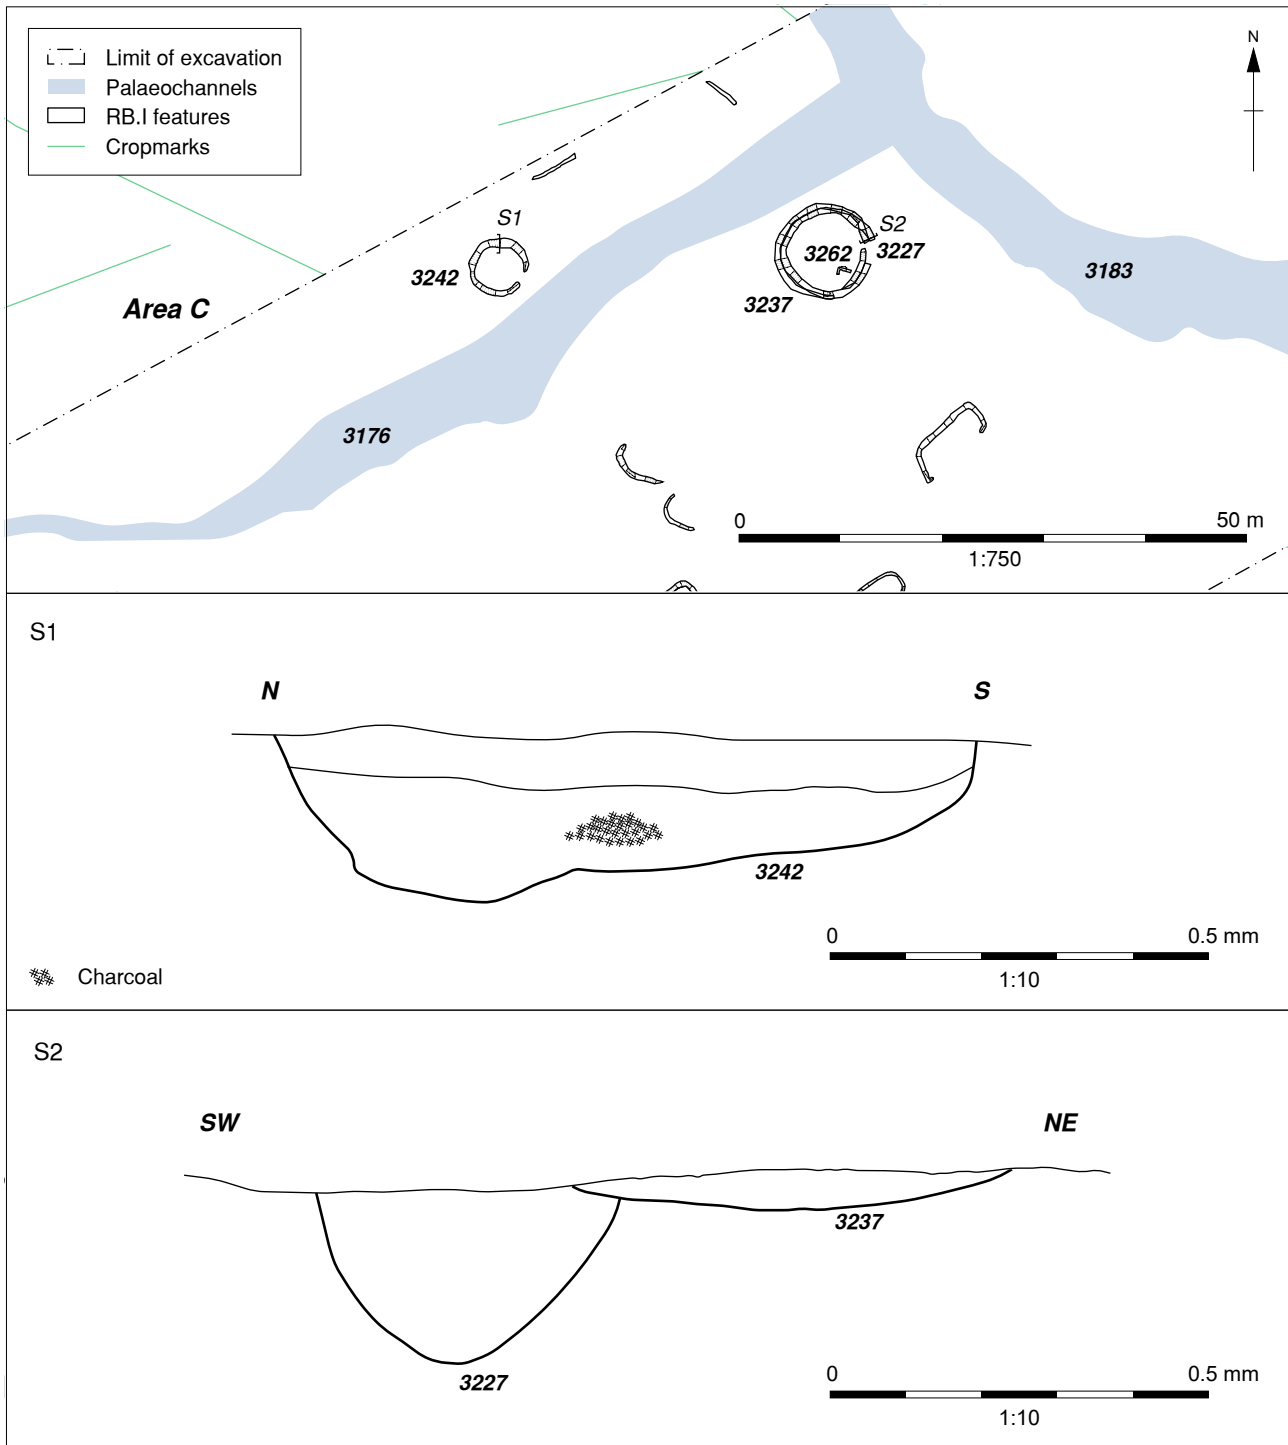 Limit of excavation
Palaeochannels
RB.I features
Cropmarks
N
S1
3242
Area C
S2
3262
3227
3237
3183
3176
0 50 m
1:750
S1
N S
3242
0 0.5 mm
1:10
Charcoal
S2
SW NE
3237
3227
0 0.5 mm
1:10